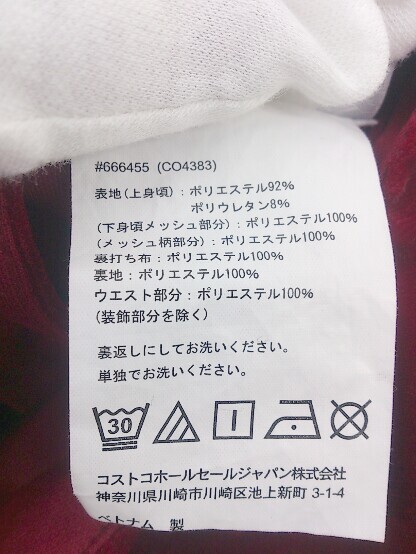 #666455 (CO4383)
表地(上身頃)：ポリエステル92%
ポリウレタン8%
(下身頃メッシュ部分)：ポリエステル100%
(メッシュ柄部分)：ポリエステル100%
裏打ち布：ポリエステル100%
裏地：ポリエステル100%
ウエスト部分：ポリエステル100%
(装飾部分を除く)
裏返しにしてお洗いください。
単独でお洗いください。
30
コストコホールセールジャパン株式会社
神奈川県川崎市川崎区池上新町 3-1-4
ベトナム 製